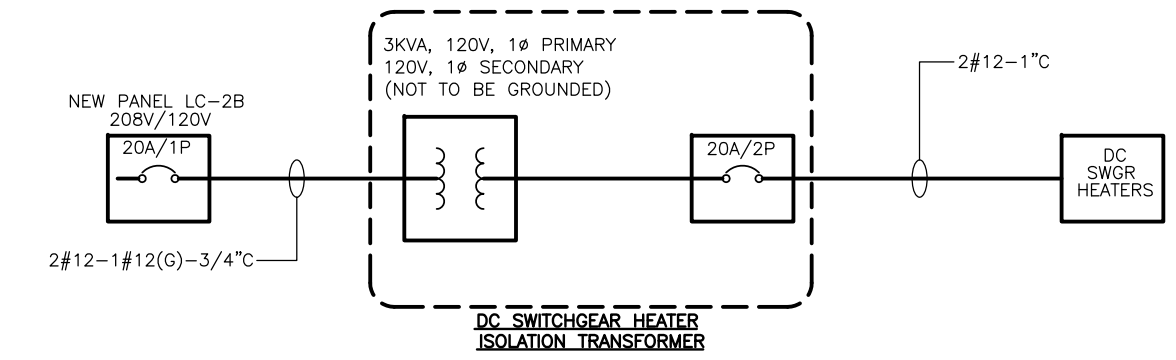 3KVA, 120V, 1ø PRIMARY
120V, 1ø SECONDARY
(NOT TO BE GROUNDED)
2#12-1"C
NEW PANEL LC-2B
208V/120V
20A/1P
20A/2P
DC
SWGR
HEATERS
2#12-1#12(G)-3/4"C
DC SWITCHGEAR HEATER
ISOLATION TRANSFORMER